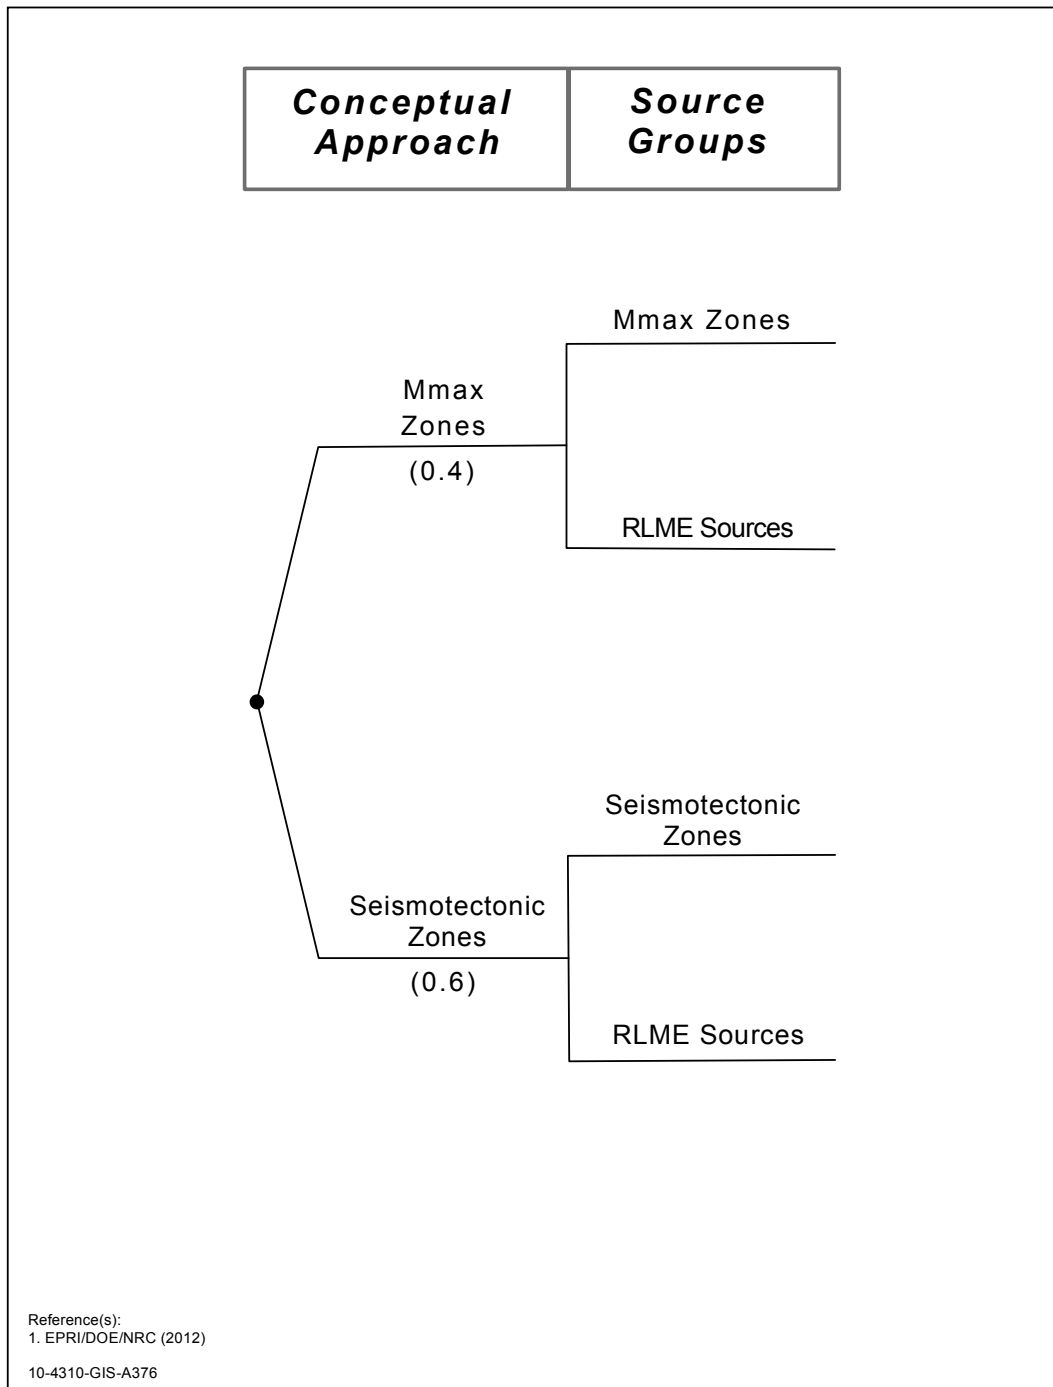 Conceptual
Approach
Source
Groups
Mmax Zones
Mmax
Zones
(0.4)
RLME Sources
Seismotectonic
Zones
Seismotectonic
Zones
(0.6)
RLME Sources
Reference(s):
1. EPRI/DOE/NRC (2012)
10-4310-GIS-A376